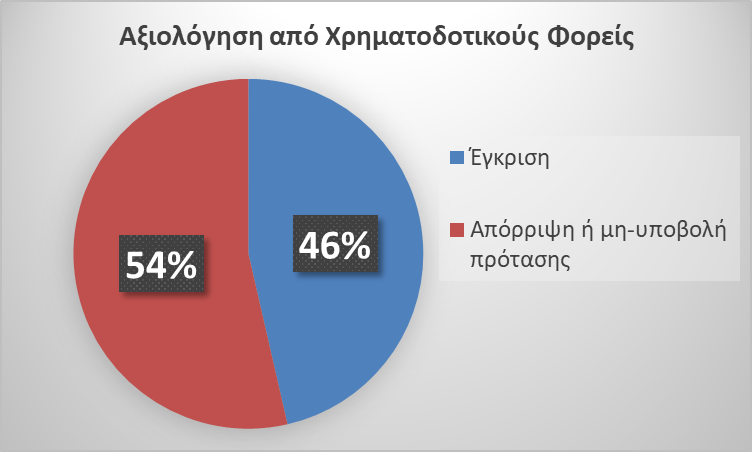 Αξιολόγηση από Χρηματοδοτικούς Φορείς
46%
54%
Έγκριση
Απόρριψη ή μη-υποβολή
πρότασης